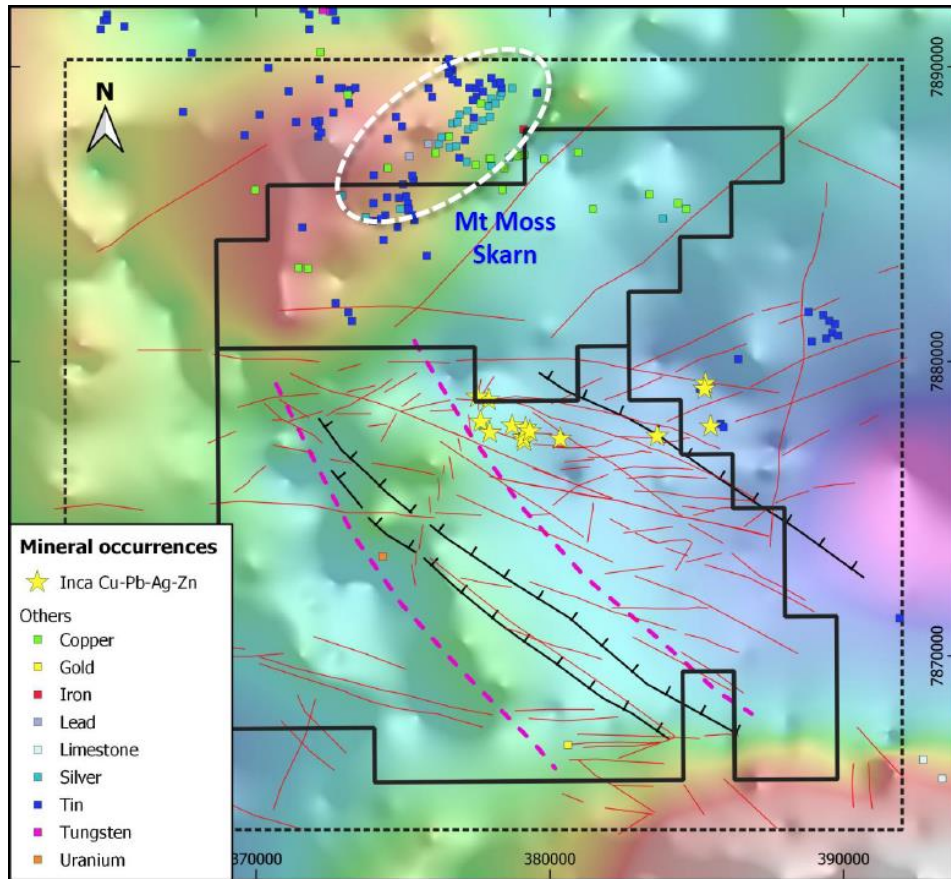 7890000
N
Mt Moss
Skarn
7880000
7870000
Mineral occurrences
Inca Cu-Pb-Ag-Zn
Others
Copper
Gold
Iron
Lead
Limestone
Silver
Tin
Tungsten
Uranium
370000
380000
390000